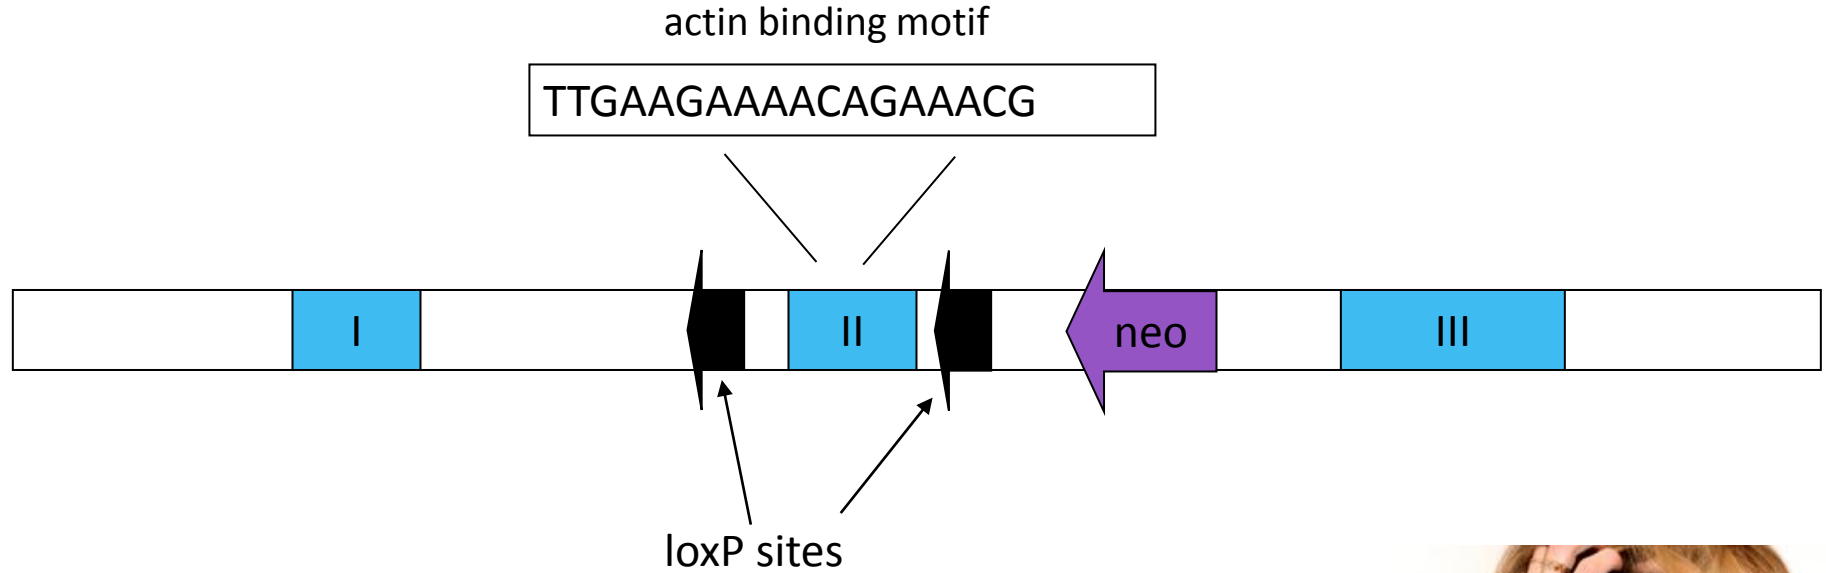 actin binding motif
TTGAAGAAAACAGAAACG
I
II
neo
III
loxP sites